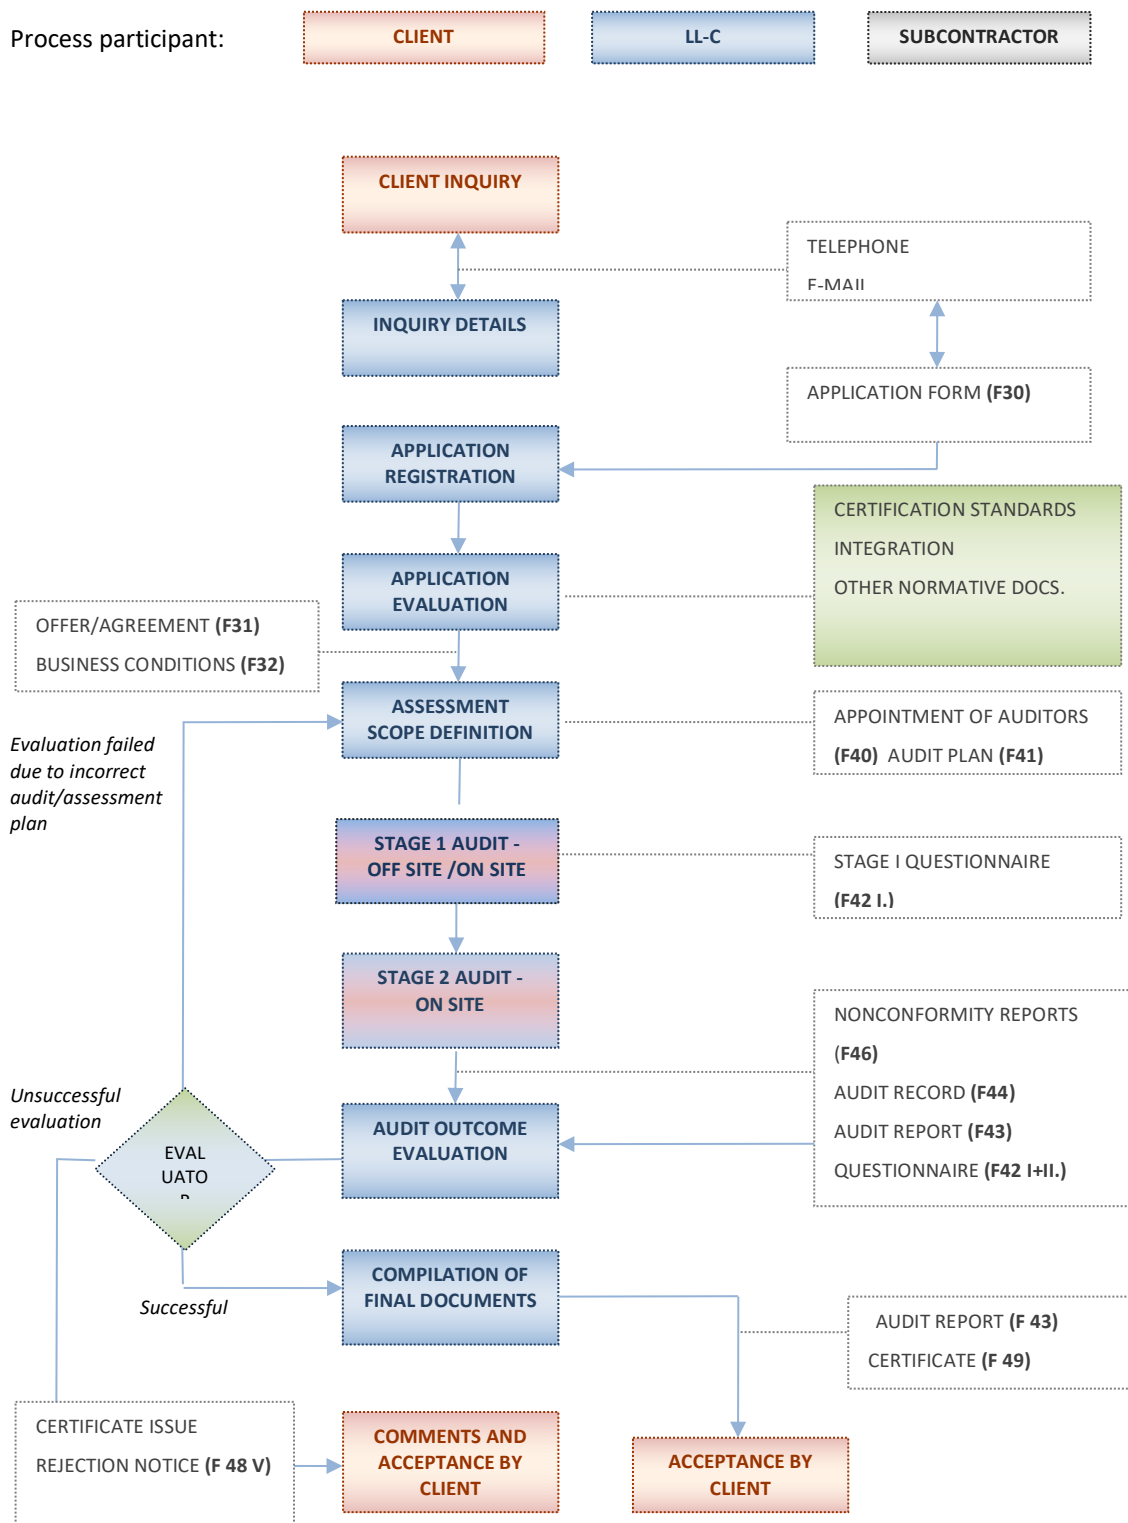 Process participant:
CLIENT
LL-C
SUBCONTRACTOR
CLIENT INQUIRY
TELEPHONE
E-MAIL
INQUIRY DETAILS
APPLICATION FORM (F30)
APPLICATION
REGISTRATION
CERTIFICATION STANDARDS
INTEGRATION
OTHER NORMATIVE DOCS.
APPLICATION
EVALUATION
OFFER/AGREEMENT (F31)
BUSINESS CONDITIONS (F32)
ASSESSMENT
SCOPE DEFINITION
APPOINTMENT OF AUDITORS
(F40) AUDIT PLAN (F41)
Evaluation failed
due to incorrect
audit/assessment
plan
STAGE 1 AUDIT -
OFF SITE /ON SITE
STAGE I QUESTIONNAIRE
(F42 I.)
STAGE 2 AUDIT -
ON SITE
NONCONFORMITY REPORTS
(F46)
AUDIT RECORD (F44)
AUDIT REPORT (F43)
QUESTIONNAIRE (F42 I+II.)
Unsuccessful
evaluation
AUDIT OUTCOME
EVALUATION
EVAL
UATO
R
COMPILATION OF
FINAL DOCUMENTS
Successful
AUDIT REPORT (F 43)
CERTIFICATE (F 49)
CERTIFICATE ISSUE
REJECTION NOTICE (F 48 V)
COMMENTS AND
ACCEPTANCE BY
CLIENT
ACCEPTANCE BY
CLIENT